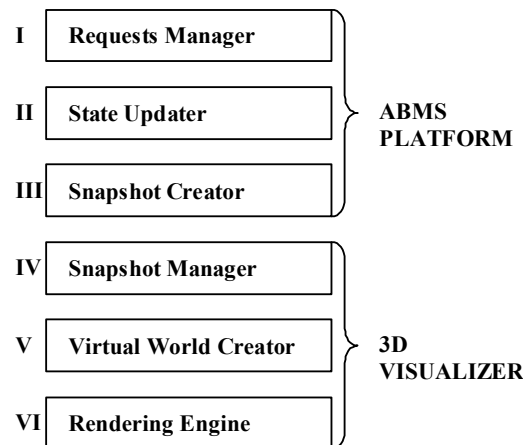 I Requests Manager
II State Updater
ABMS
PLATFORM
III Snapshot Creator
IV Snapshot Manager
V Virtual World Creator
3D
VISUALIZER
VI Rendering Engine